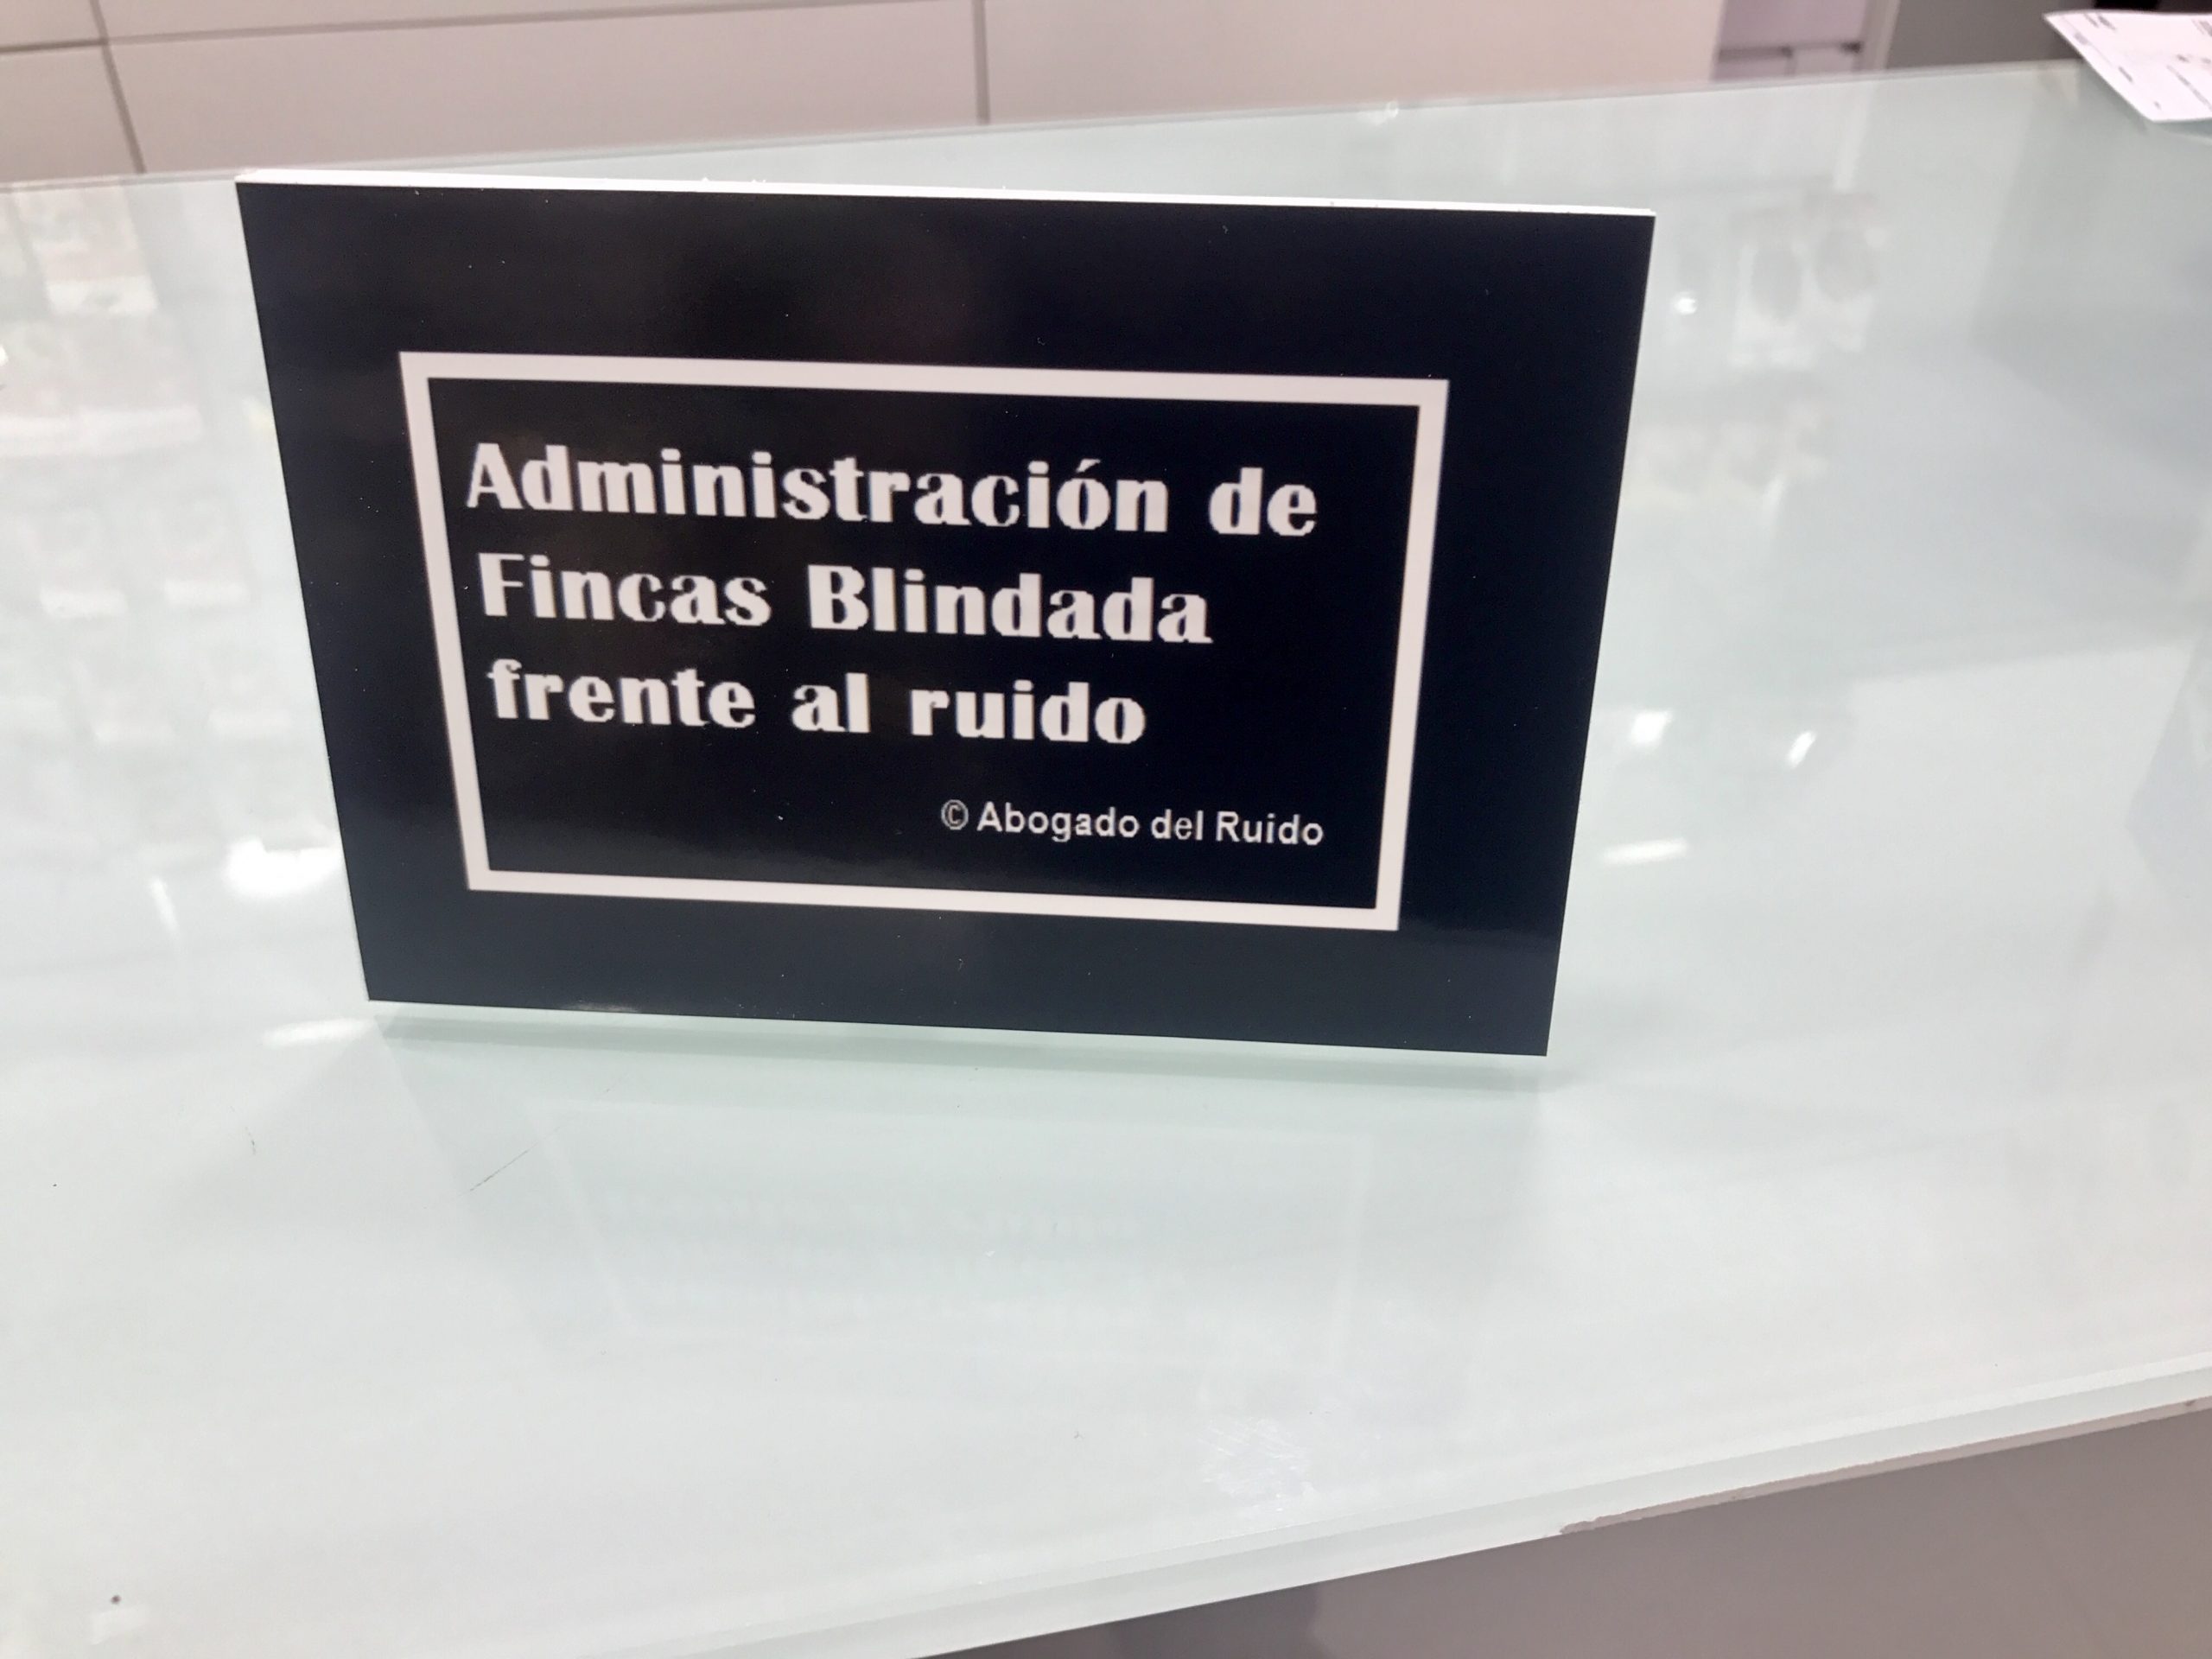 Administración de
Fincas Blindada
frente al ruido
© Abogado del Ruido